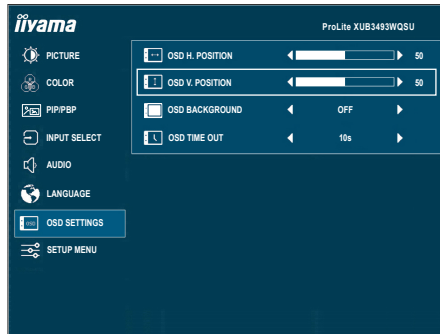 iiyama
ProLite XUB3493WQSU
PICTURE
COLOR
PIP/PBP
INPUT SELECT
AUDIO
LANGUAGE
OSD SETTINGS
SETUP MENU
OSD H. POSITION 50
OSD V. POSITION 50
OSD BACKGROUND OFF
OSD TIME OUT 10s